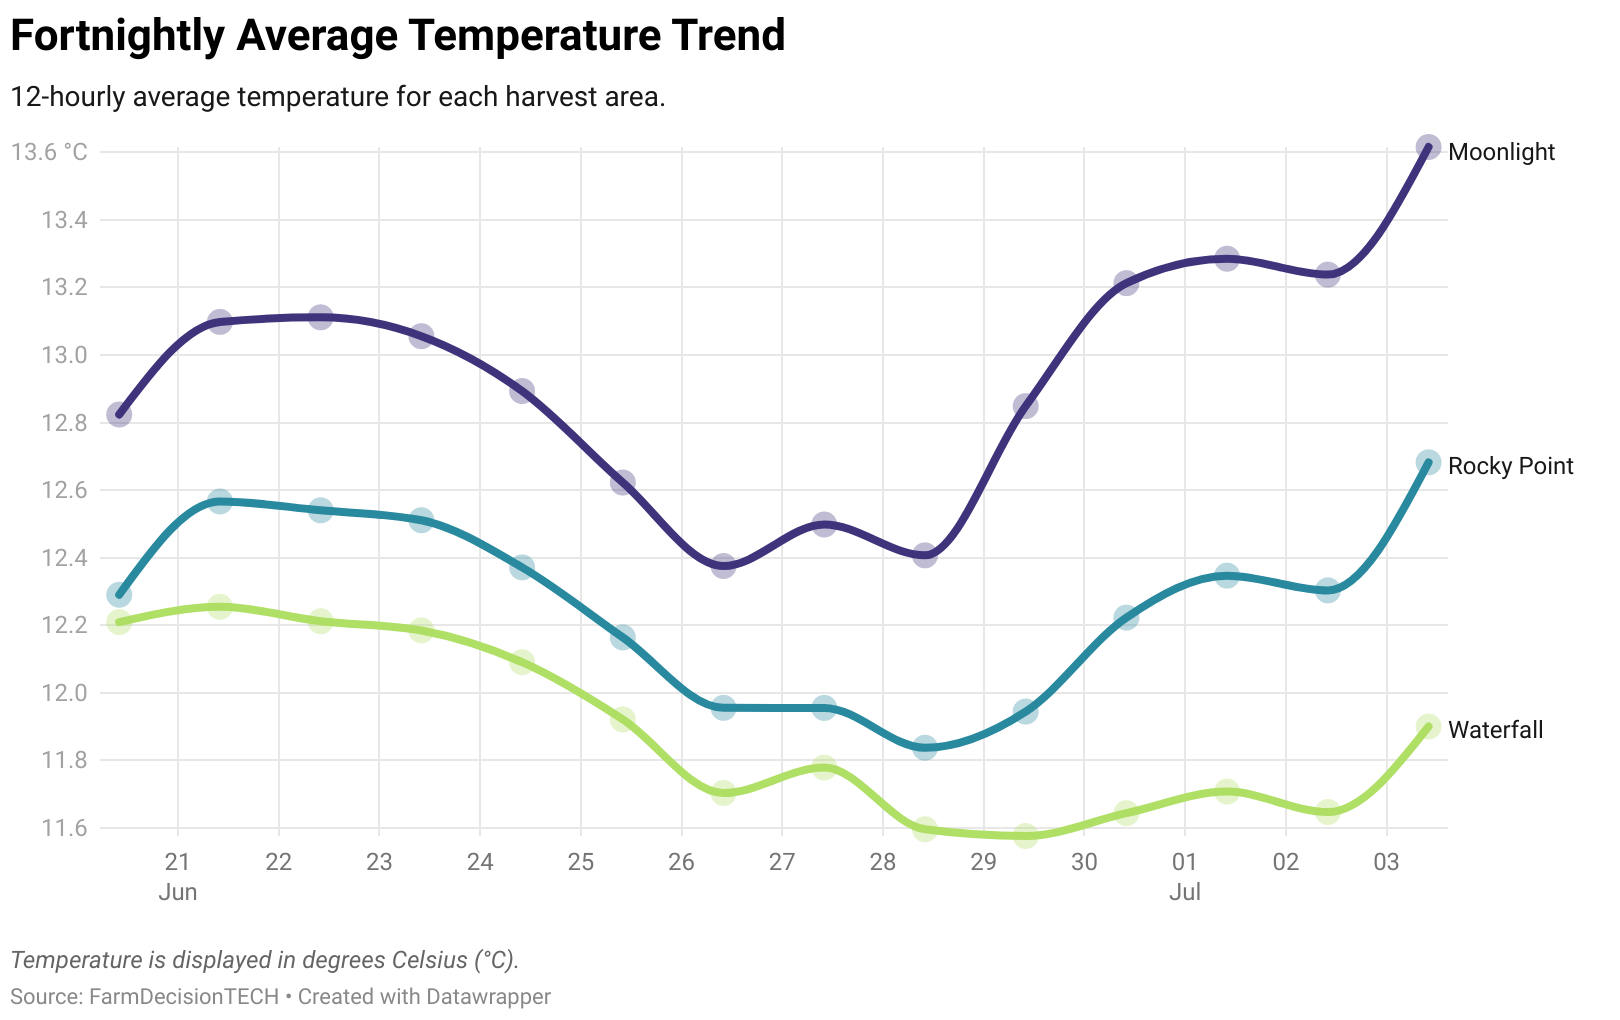 Fortnightly Average Temperature Trend
12-hourly average temperature for each harvest area.
13.6 °C
Moonlight
13.4
13.2
13.0
12.8
12.6
Rocky Point
12.4
12.2
12.0
11.8
Waterfall
11.6
21 22 23 24 25 26 27 28 29 30 01 02 03
Jun Jul
Temperature is displayed in degrees Celsius (°C).
Source: FarmDecisionTECH • Created with Datawrapper